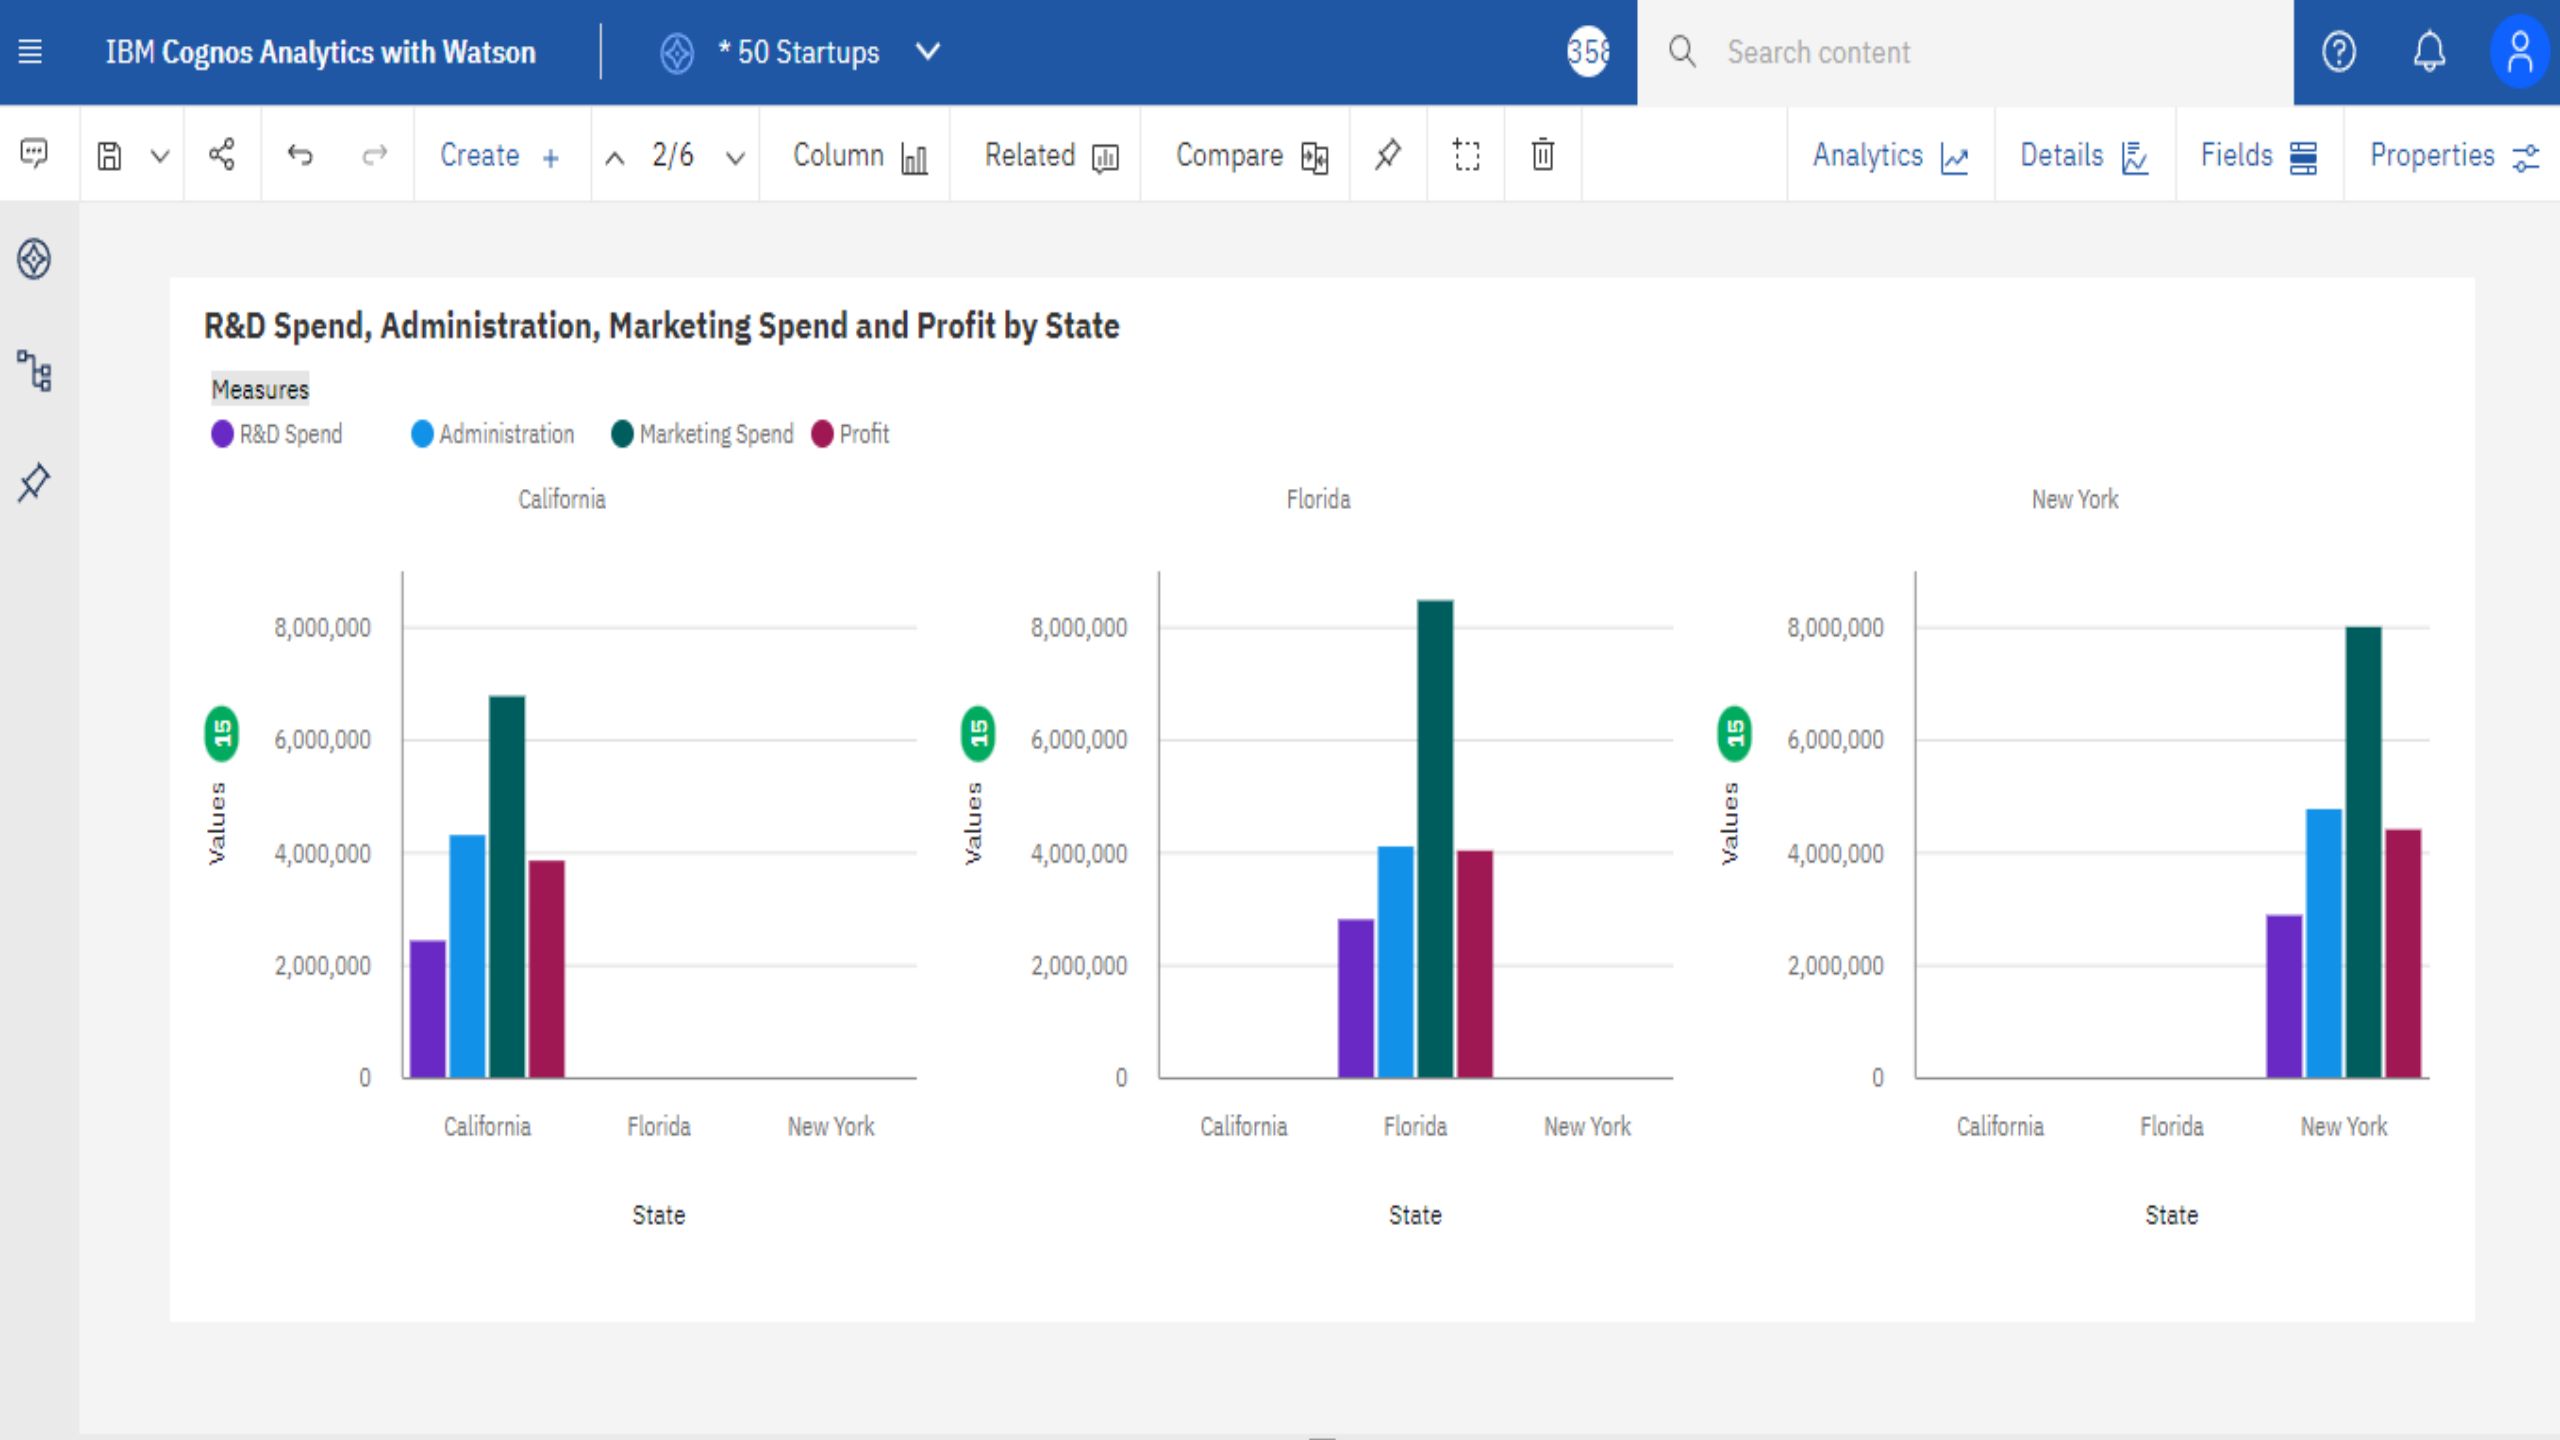 IBM Cognos Analytics with Watson
* 50 Startups
358
Search content
Create + 2/6 Column Related Compare Analytics Details Fields Properties
R&D Spend, Administration, Marketing Spend and Profit by State
Measures
R&D Spend Administration Marketing Spend Profit
California
8,000,000
6,000,000
4,000,000
2,000,000
0
15
Values
California Florida New York
State
Florida
8,000,000
6,000,000
4,000,000
2,000,000
0
15
Values
California Florida New York
State
New York
8,000,000
6,000,000
4,000,000
2,000,000
0
15
Values
California Florida New York
State